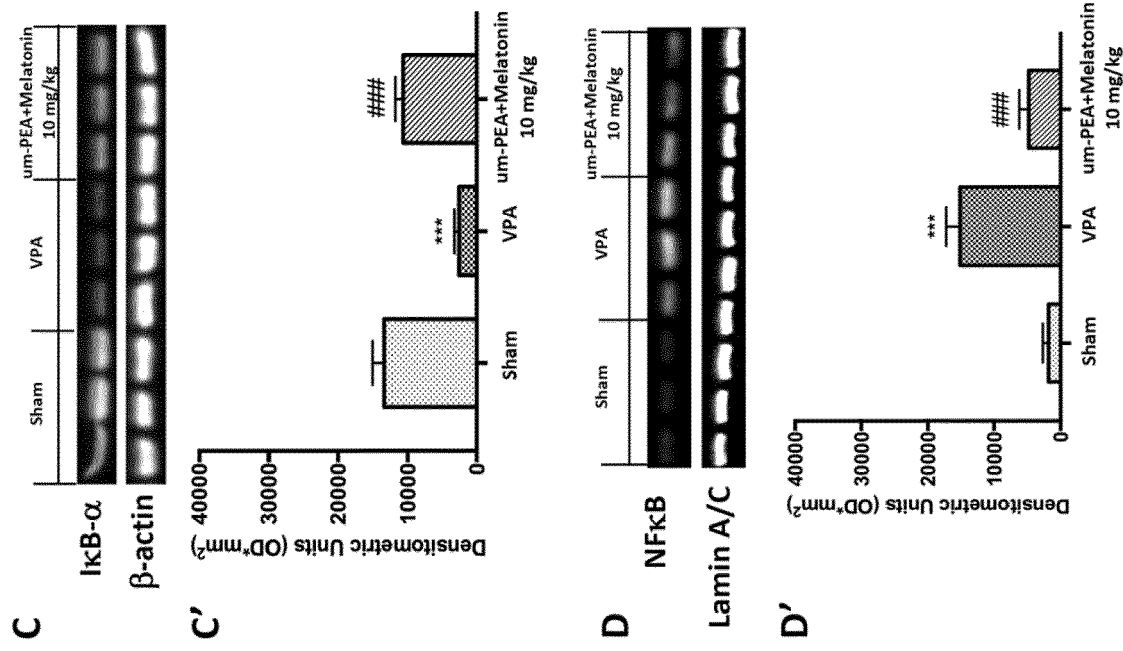 C
Sham VPA um-PEA+Melatonin
10 mg/kg
IκB-α
β-actin
C’
Densitometric Units (OD*mm²)
40000
30000
20000
10000
0
***
###
Sham VPA um-PEA+Melatonin
10 mg/kg
D
Sham VPA um-PEA+Melatonin
10 mg/kg
NFκB
Lamin A/C
D’
Densitometric Units (OD*mm²)
40000
30000
20000
10000
0
***
###
Sham VPA um-PEA+Melatonin
10 mg/kg